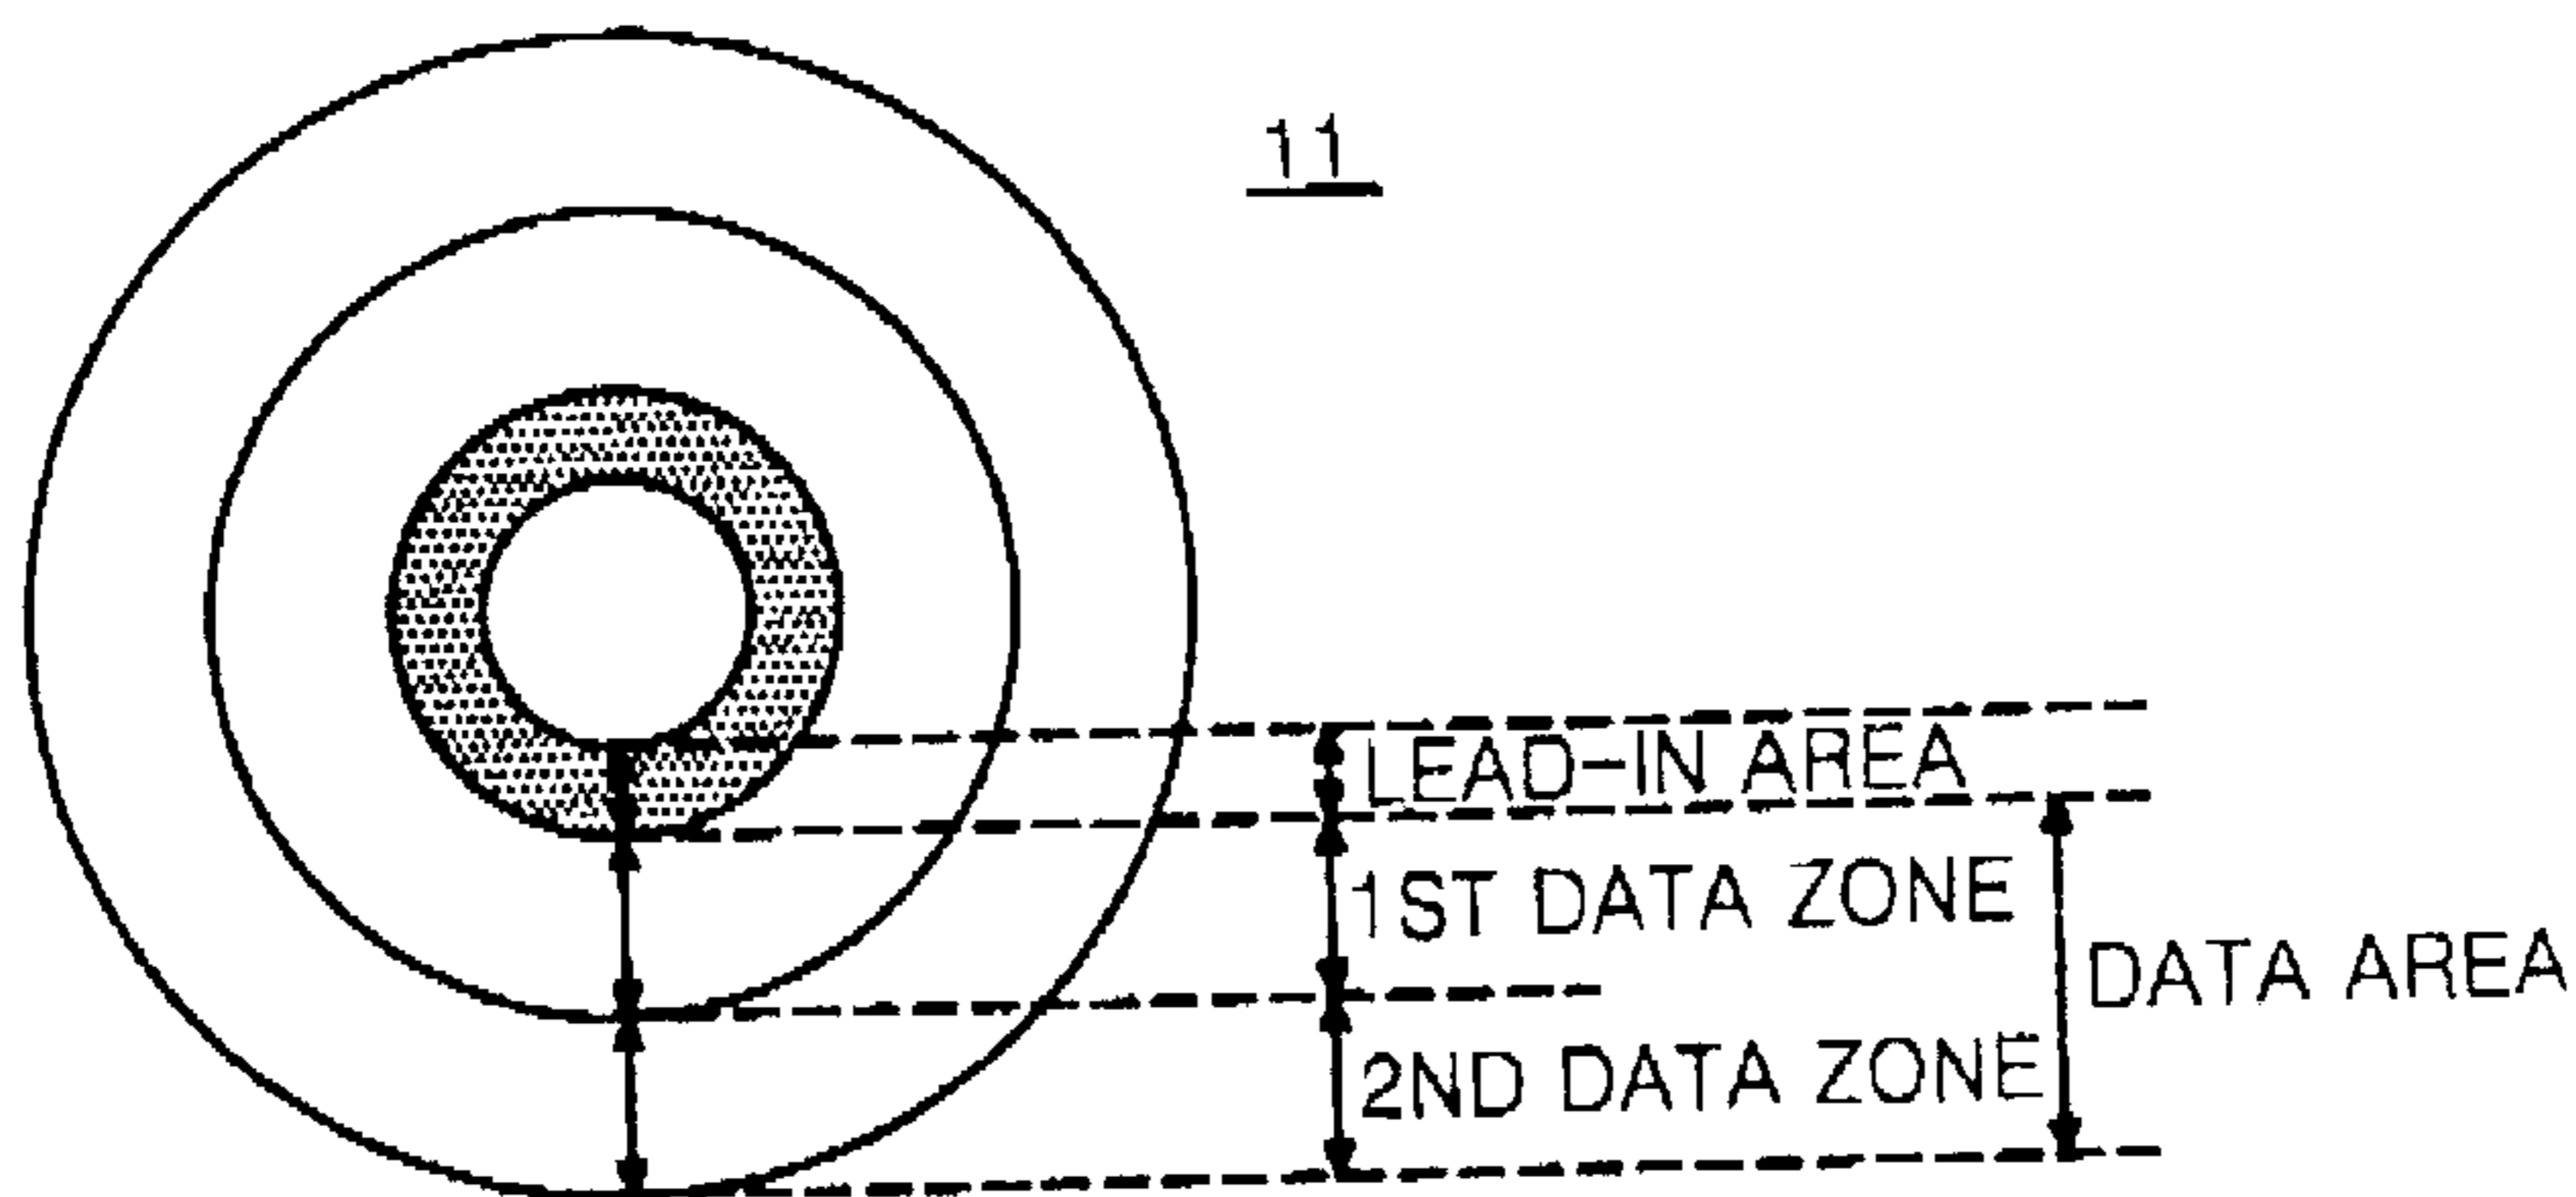 11
LEAD-IN AREA
1ST DATA ZONE
DATA AREA
2ND DATA ZONE